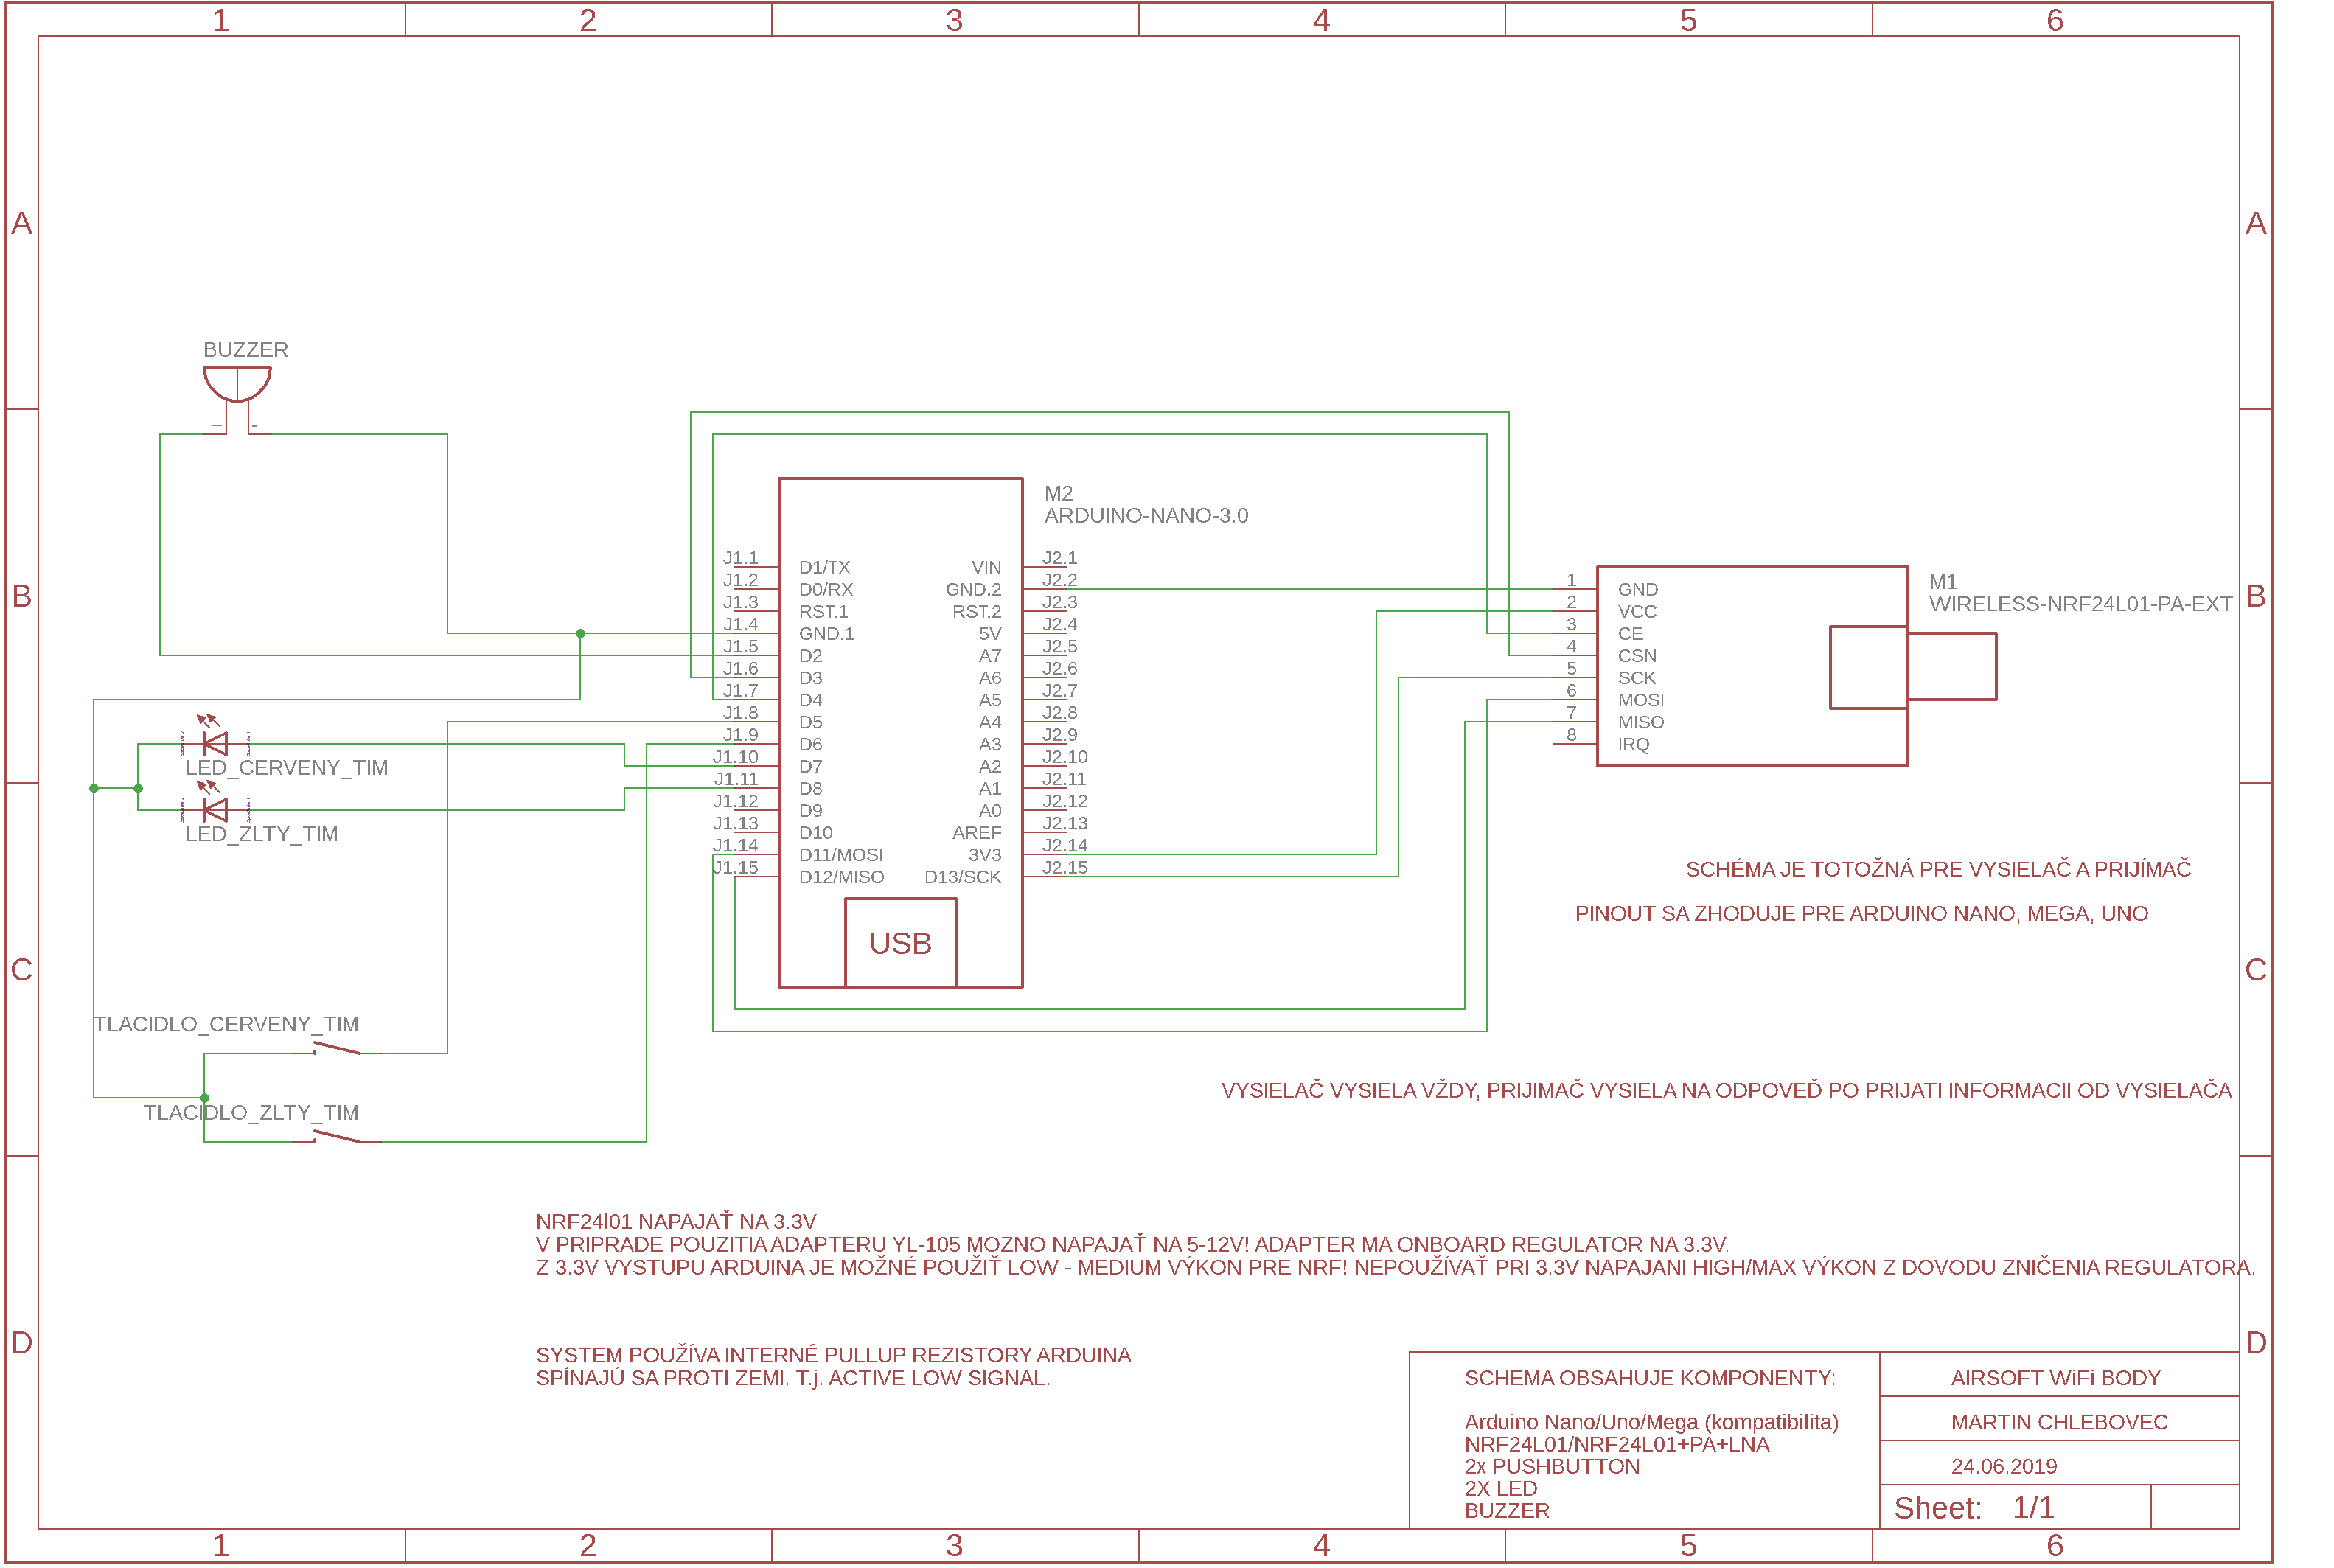 1 2 3 4 5 6
A A
BUZZER
+ -
M2
ARDUINO-NANO-3.0
J1.1 D1/TX VIN J2.1
J1.2 D0/RX GND.2 J2.2
J1.3 RST.1 RST.2 J2.3
J1.4 GND.1 5V J2.4
J1.5 D2 A7 J2.5
J1.6 D3 A6 J2.6
J1.7 D4 A5 J2.7
J1.8 D5 A4 J2.8
J1.9 D6 A3 J2.9
J1.10 D7 A2 J2.10
J1.11 D8 A1 J2.11
J1.12 D9 A0 J2.12
J1.13 D10 AREF J2.13
J1.14 D11/MOSI 3V3 J2.14
J1.15 D12/MISO D13/SCK J2.15
USB
B B
M1
WIRELESS-NRF24L01-PA-EXT
1 GND
2 VCC
3 CE
4 CSN
5 SCK
6 MOSI
7 MISO
8 IRQ
LED_CERVENY_TIM
LED_ZLTY_TIM
SCHÉMA JE TOTOŽNÁ PRE VYSIELAČ A PRIJÍMAČ
PINOUT SA ZHODUJE PRE ARDUINO NANO, MEGA, UNO
C C
TLACIDLO_CERVENY_TIM
TLACIDLO_ZLTY_TIM
VYSIELAČ VYSIELA VŽDY, PRIJIMAČ VYSIELA NA ODPOVEĎ PO PRIJATI INFORMACII OD VYSIELAČA
NRF24l01 NAPAJAŤ NA 3.3V
V PRIPRADE POUZITIA ADAPTERU YL-105 MOZNO NAPAJAŤ NA 5-12V! ADAPTER MA ONBOARD REGULATOR NA 3.3V.
Z 3.3V VYSTUPU ARDUINA JE MOŽNÉ POUŽIŤ LOW - MEDIUM VÝKON PRE NRF! NEPOUŽÍVAŤ PRI 3.3V NAPAJANI HIGH/MAX VÝKON Z DOVODU ZNIČENIA REGULATORA.
D D
SYSTEM POUŽÍVA INTERNÉ PULLUP REZISTORY ARDUINA
SPÍNAJÚ SA PROTI ZEMI. T.j. ACTIVE LOW SIGNAL.
SCHEMA OBSAHUJE KOMPONENTY:
Arduino Nano/Uno/Mega (kompatibilita)
NRF24L01/NRF24L01+PA+LNA
2x PUSHBUTTON
2X LED
BUZZER
AIRSOFT WiFi BODY
MARTIN CHLEBOVEC
24.06.2019
Sheet: 1/1
1 2 3 4 5 6